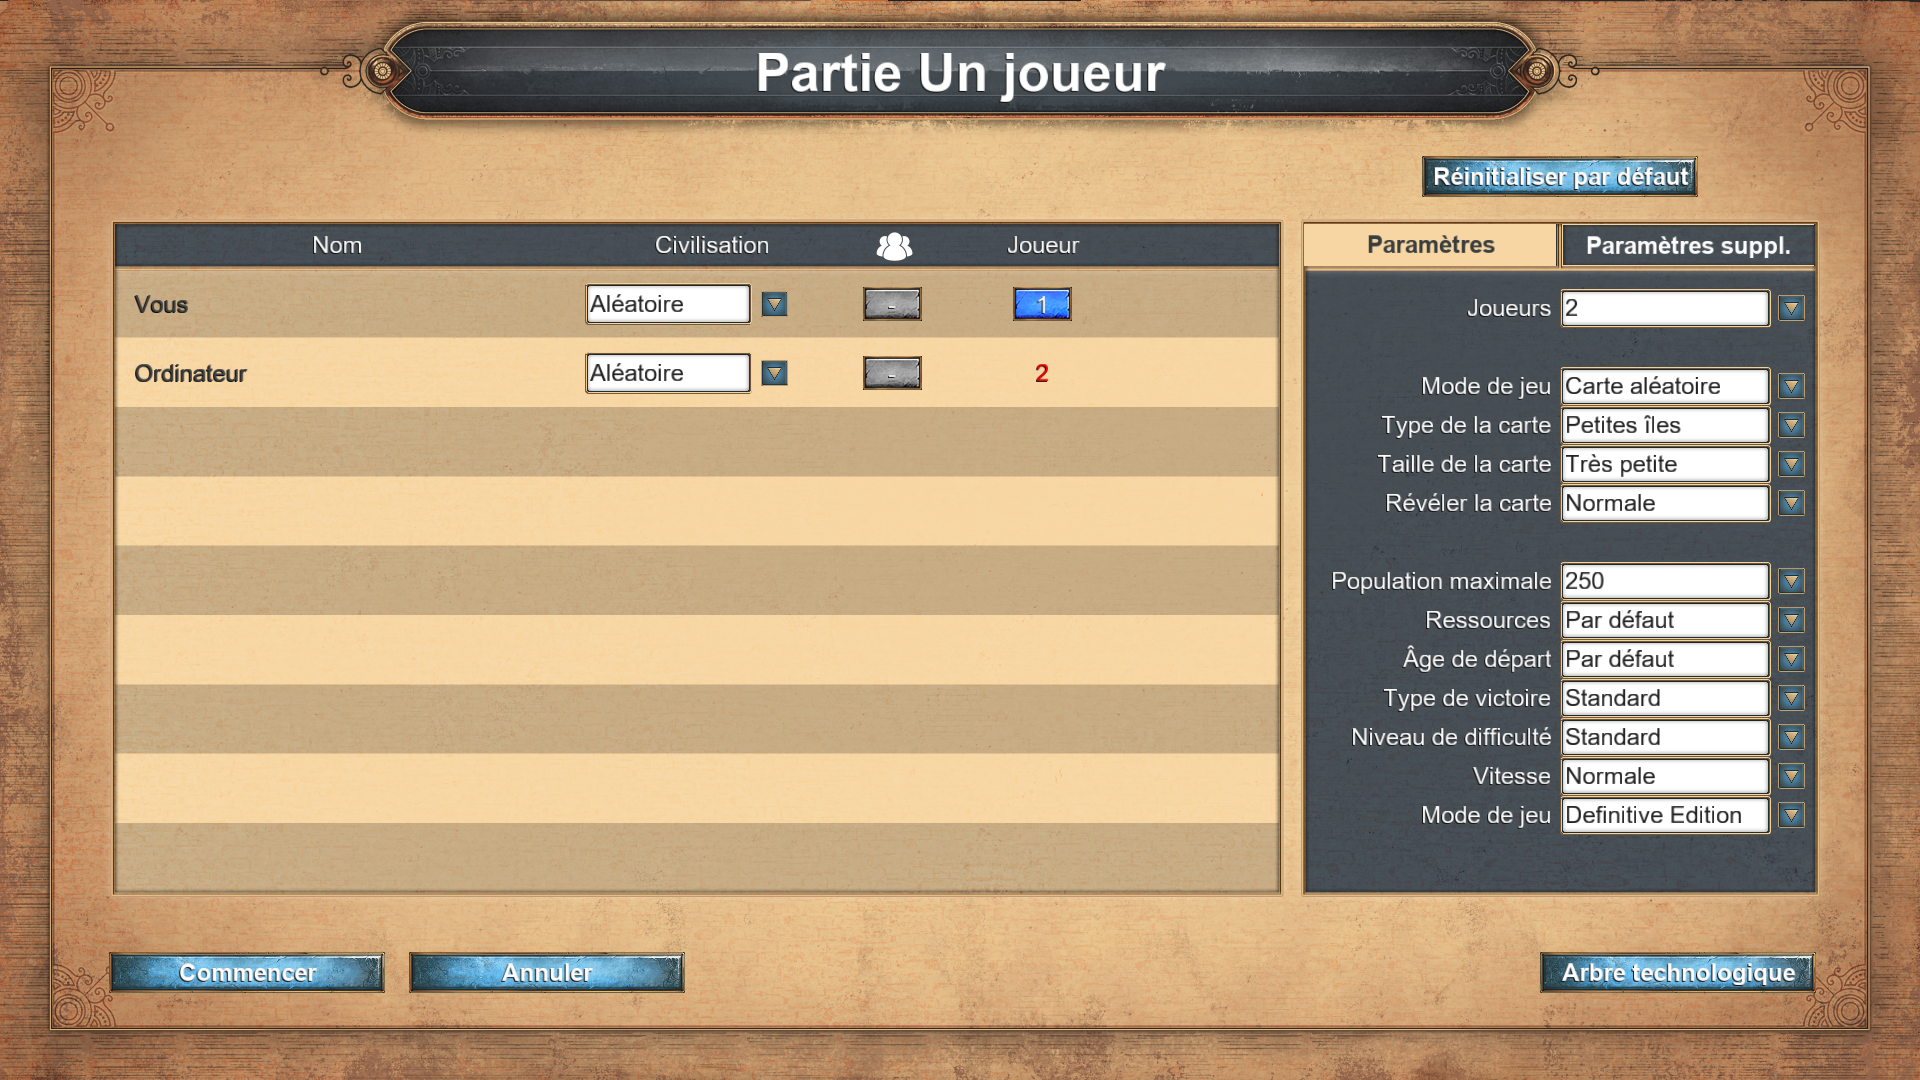 Partie Un joueur
Réinitialiser par défaut
Nom Civilisation Joueur
Vous Aléatoire - 1
Ordinateur Aléatoire - 2
Paramètres Paramètres suppl.
Joueurs 2
Mode de jeu Carte aléatoire
Type de la carte Petites îles
Taille de la carte Très petite
Révéler la carte Normale
Population maximale 250
Ressources Par défaut
Âge de départ Par défaut
Type de victoire Standard
Niveau de difficulté Standard
Vitesse Normale
Mode de jeu Definitive Edition
Commencer Annuler Arbre technologique